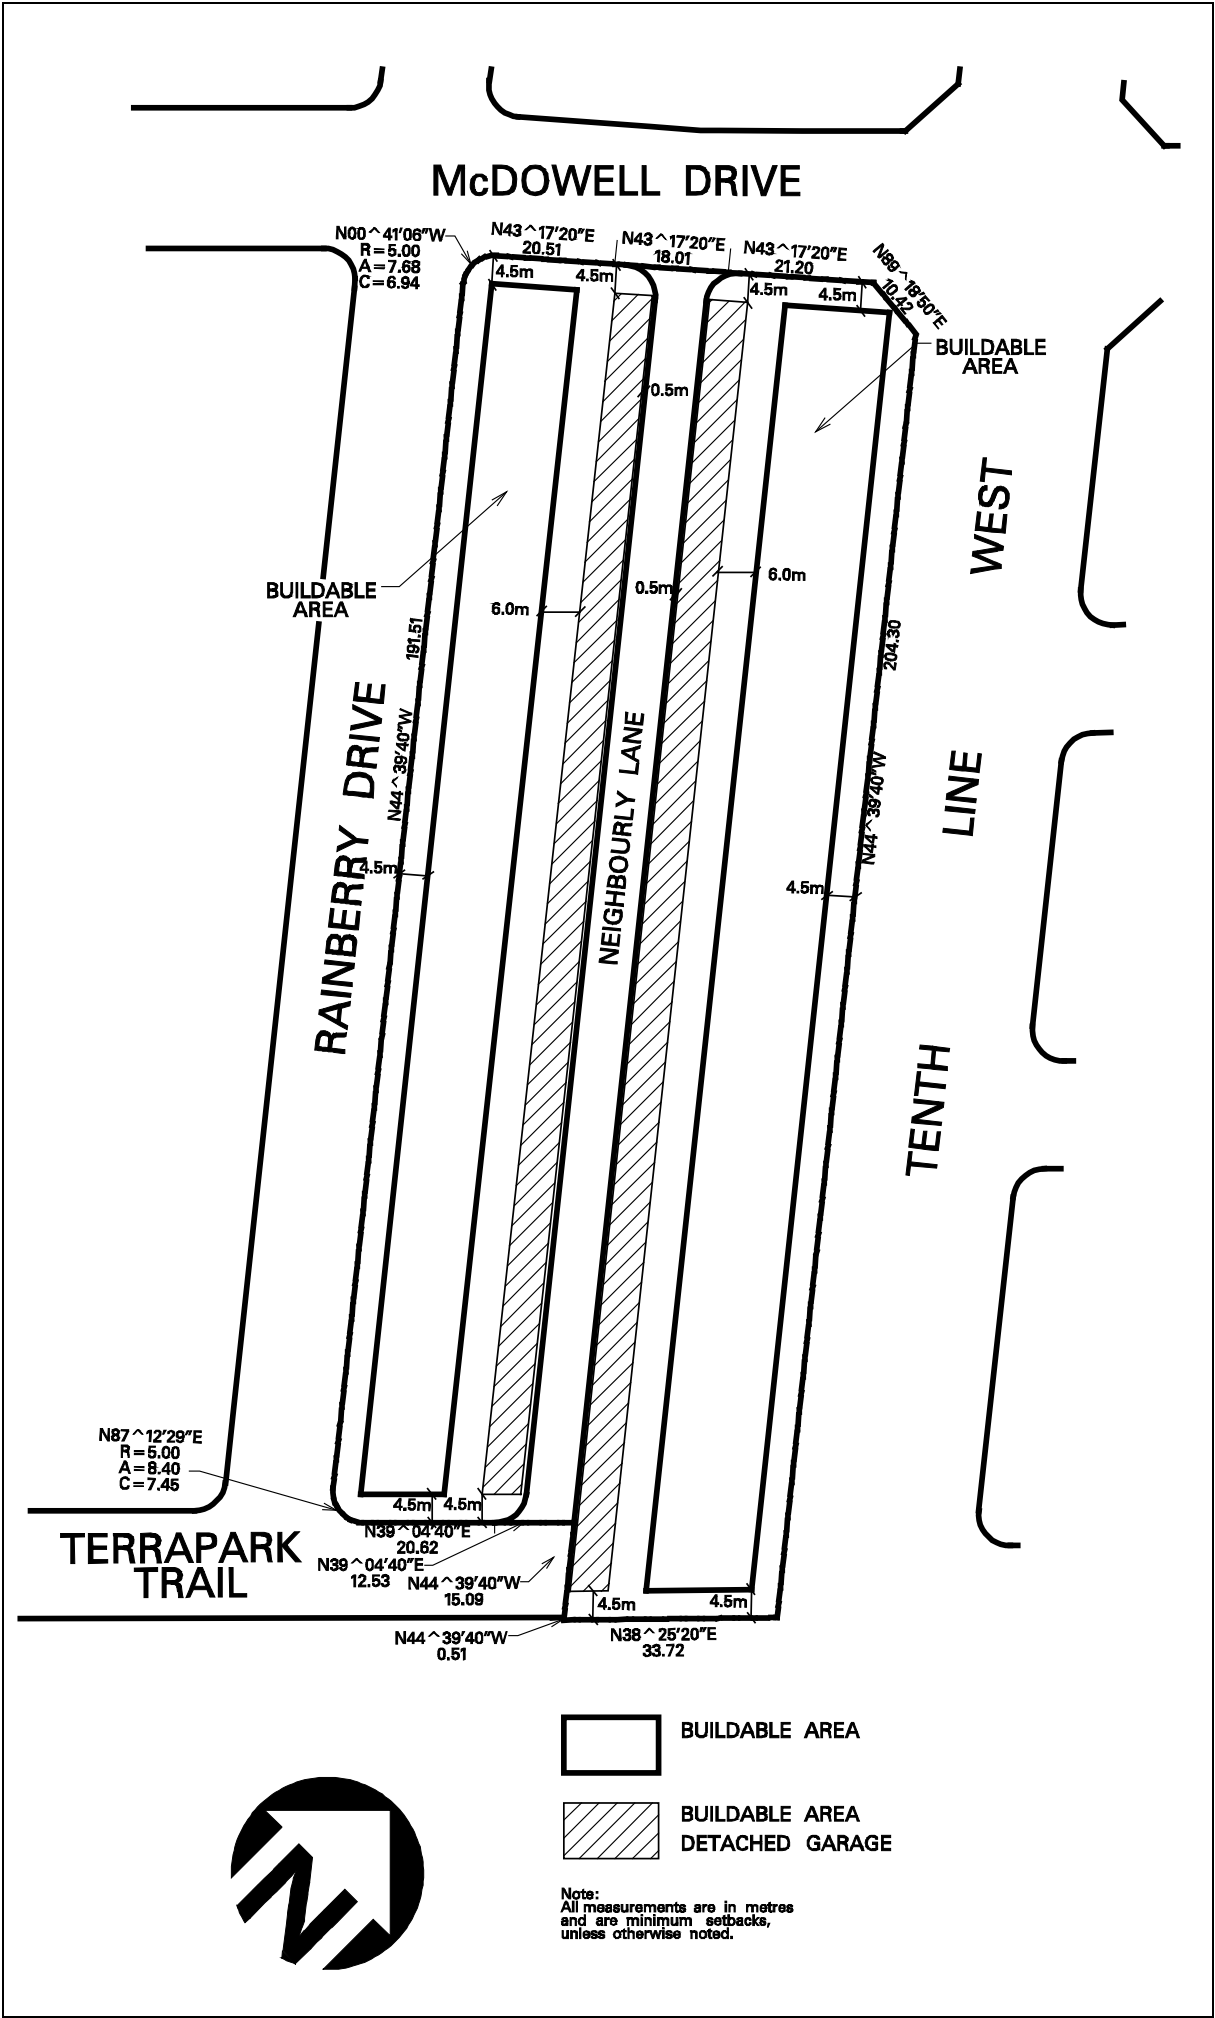 McDOWELL DRIVE
N00^41'06"W
R=5.00
A=7.68
C=6.94
N43^17'20"E
20.51
N43^17'20"E
18.01
N43^17'20"E
21.20
N89^18'50"E
10.42
4.5m
4.5m
4.5m
4.5m
BUILDABLE
AREA
0.5m
WEST
BUILDABLE
AREA
6.0m
0.5m
6.0m
191.51
N44^39'40"W
204.30
N44^39'40"W
RAINBERRY DRIVE
NEIGHBOURLY LANE
LINE
4.5m
4.5m
TENTH
N87^12'29"E
R=5.00
A=8.40
C=7.45
4.5m
4.5m
TERRAPARK
TRAIL
N39^04'40"E
20.62
N39^04'40"E
12.53
N44^39'40"W
15.09
4.5m
4.5m
N44^39'40"W
0.51
N38^25'20"E
33.72
BUILDABLE AREA
BUILDABLE AREA
DETACHED GARAGE
N
Note:
All measurements are in metres
and are minimum setbacks,
unless otherwise noted.